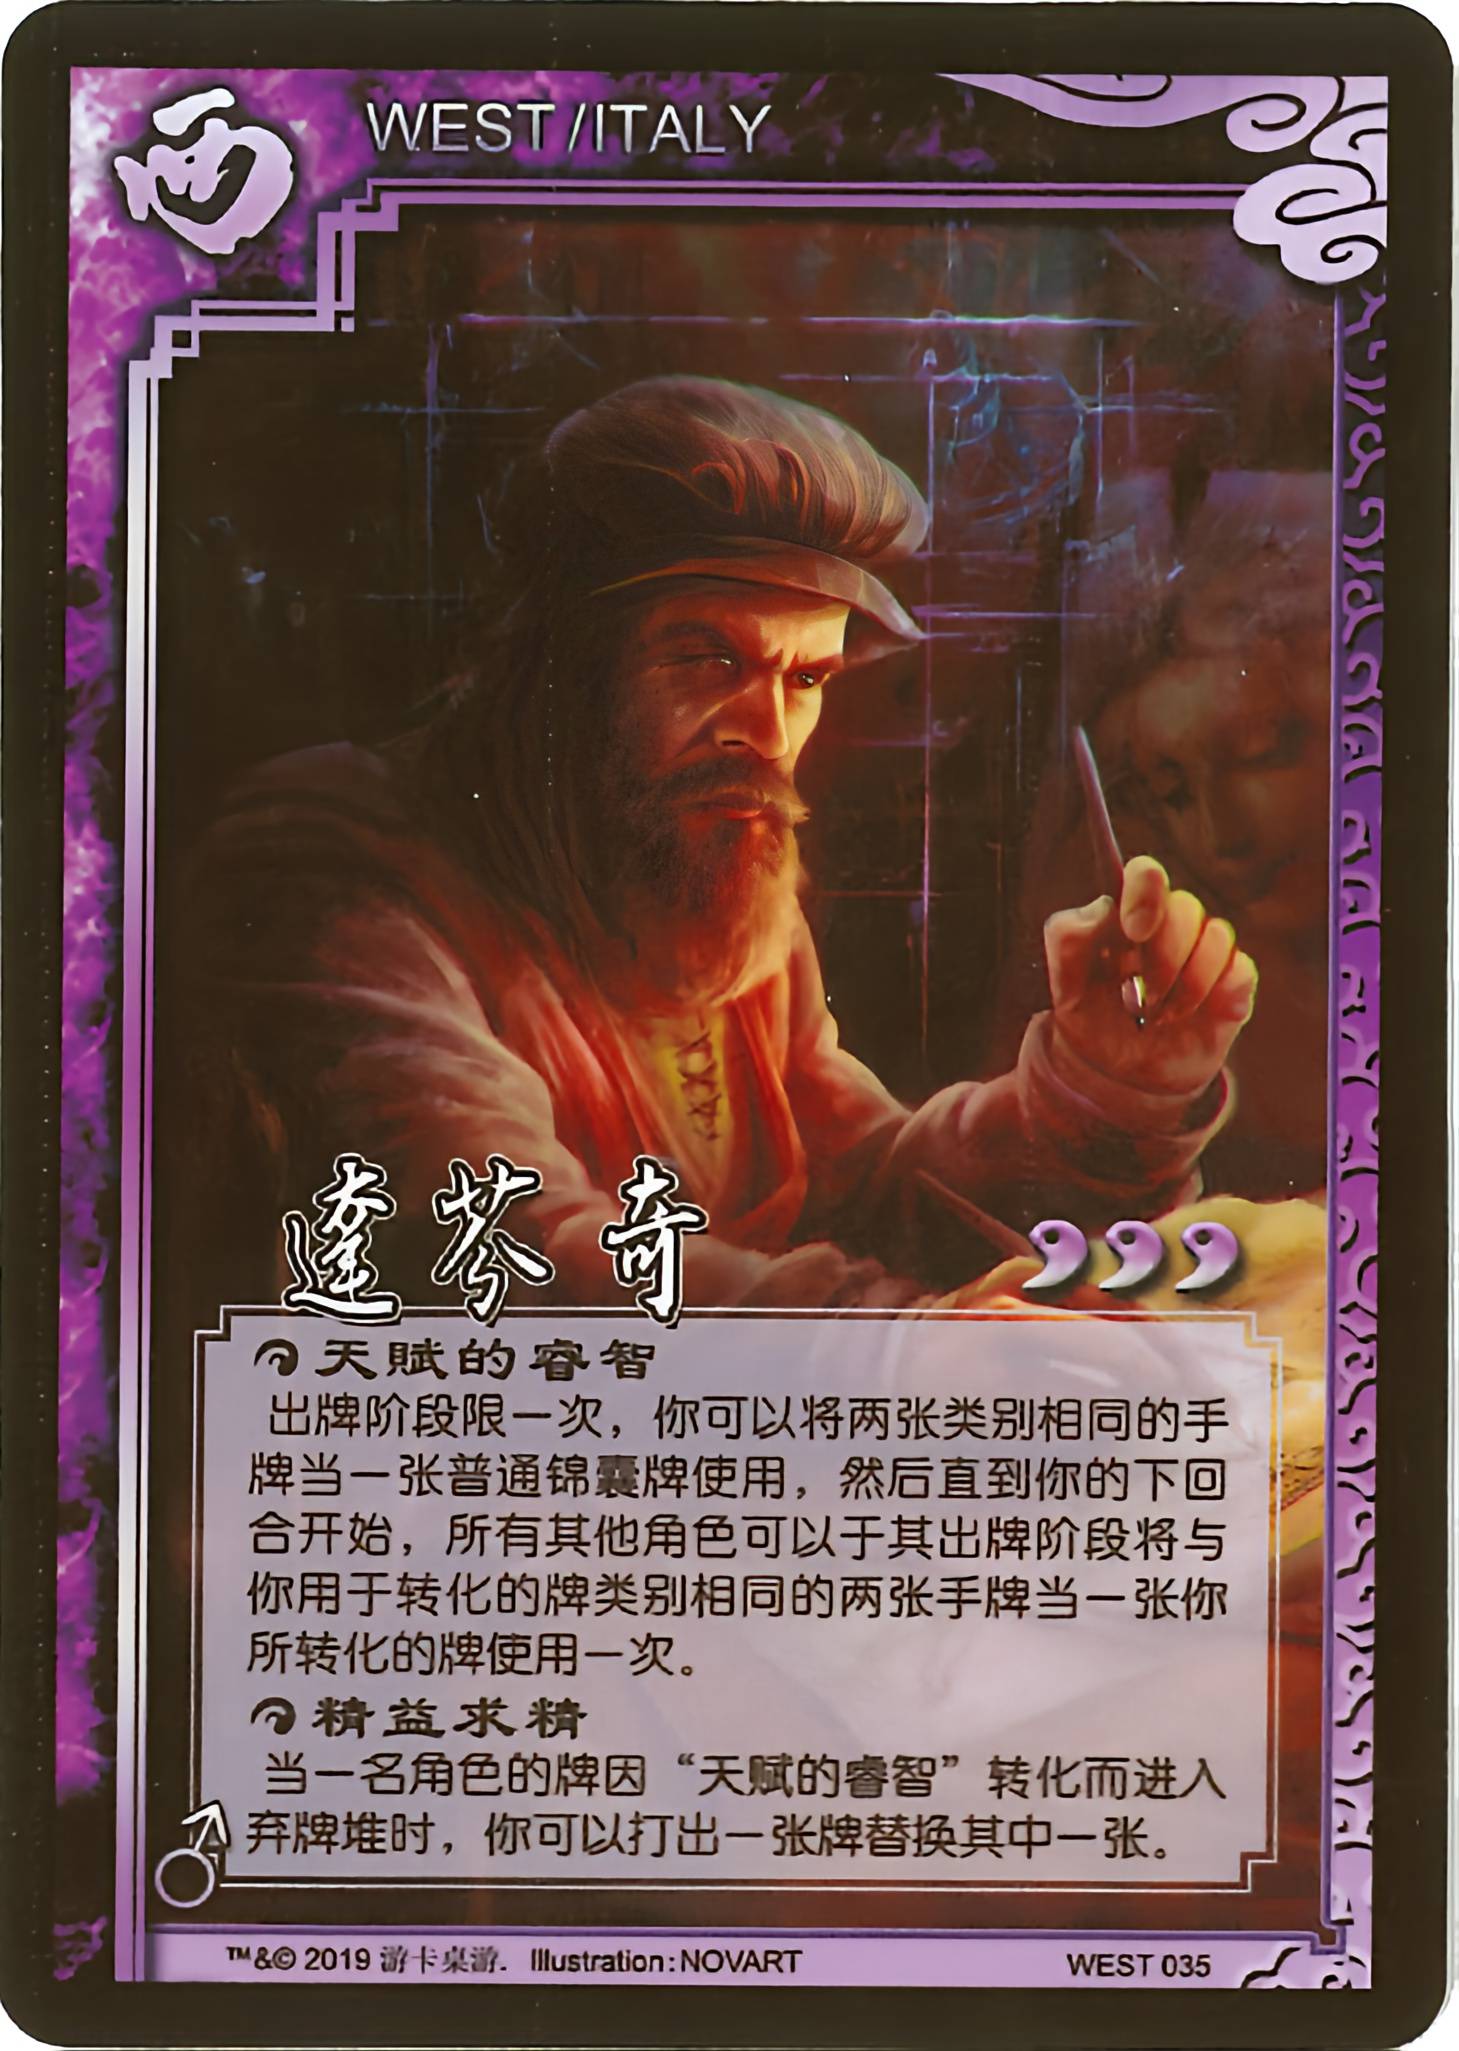 西
WEST/ITALY
达芬奇
天赋的睿智
出牌阶段限一次，你可以将两张类别相同的手
牌当一张普通锦囊牌使用，然后直到你的下回
合开始，所有其他角色可以于其出牌阶段将与
你用于转化的牌类别相同的两张手牌当一张你
所转化的牌使用一次。
精益求精
当一名角色的牌因“天赋的睿智”转化而进入
弃牌堆时，你可以打出一张牌替换其中一张。
™&© 2019 游卡桌游. Illustration:NOVART
WEST 035